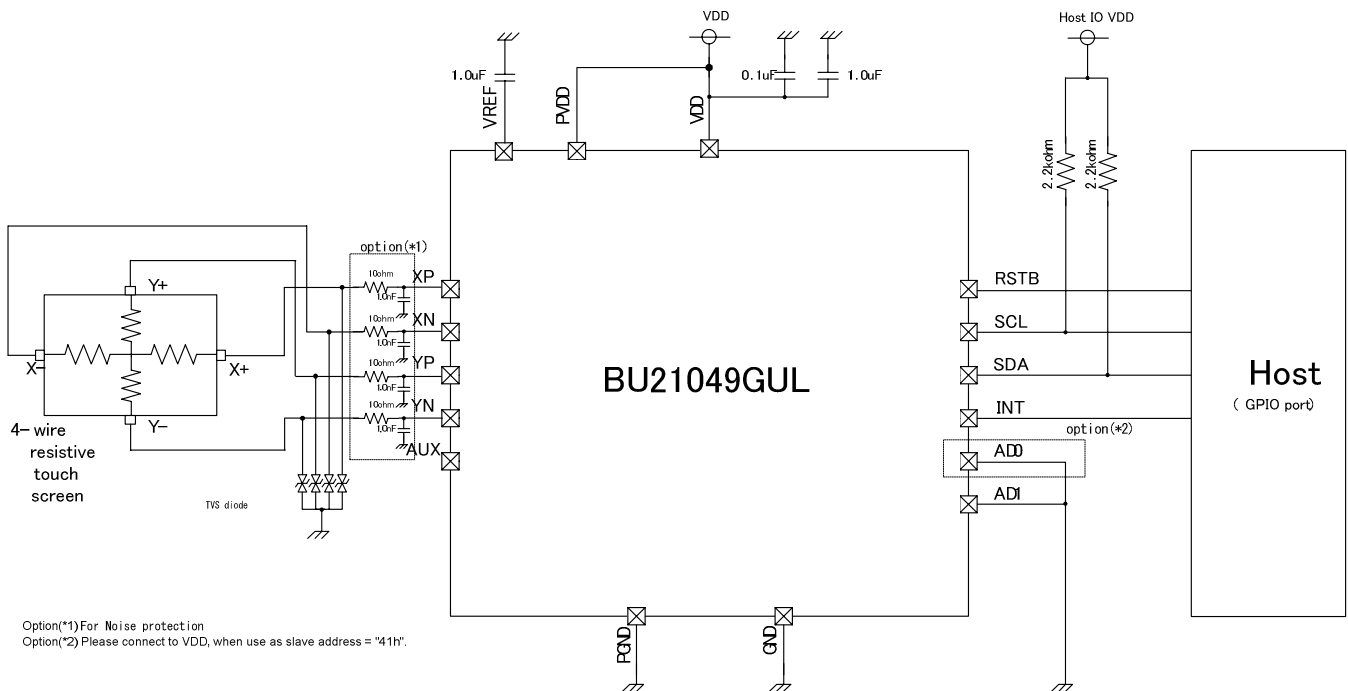 VDD
Host IO VDD
1.0uF
0.1uF
1.0uF
VREF
PVDD
VDD
2.2kohm
2.2kohm
option(*1)
10ohm
1.0nF
XP
10ohm
1.0nF
XN
10ohm
1.0nF
YP
10ohm
1.0nF
YN
AUX
Y+
X-
X+
Y-
4-wire
resistive
touch
screen
TVS diode
BU21049GUL
RSTB
SCL
SDA
INT
option(*2)
AD0
AD1
Host
( GPIO port)
PGND
GND
Option(*1) For Noise protection
Option(*2) Please connect to VDD, when use as slave address = "41h".